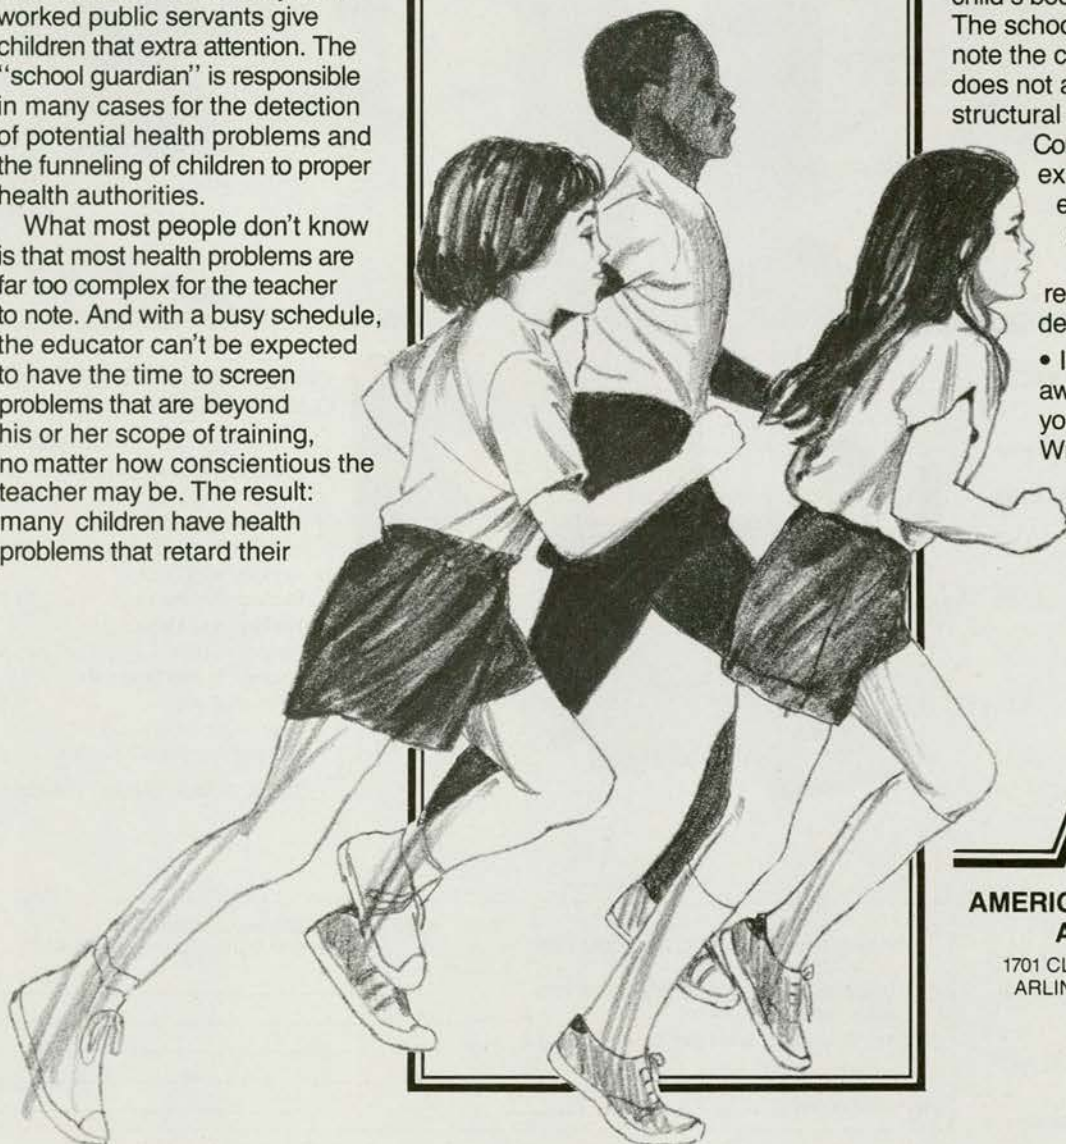 worked public servants give
children that extra attention. The
"school guardian" is responsible
in many cases for the detection
of potential health problems and
the funneling of children to proper
health authorities.
What most people don't know
is that most health problems are
far too complex for the teacher
to note. And with a busy schedule,
the educator can't be expected
to have the time to screen
problems that are beyond
his or her scope of training,
no matter how conscientious the
teacher may be. The result:
many children have health
problems that retard their
The schoo
note the c
does not a
structural
Co
ex
e
re
de
• I
aw
yo
W
AMERIC
A
1701 CL
ARLIN